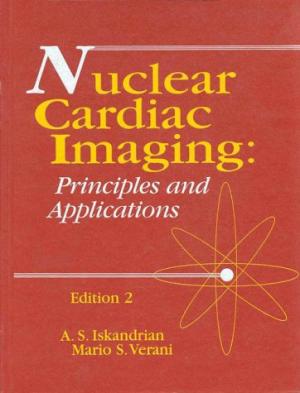 Nuclear
Cardiac
Imaging:
Principles and
Applications
Edition 2
A. S. Iskandrian
Mario S. Verani